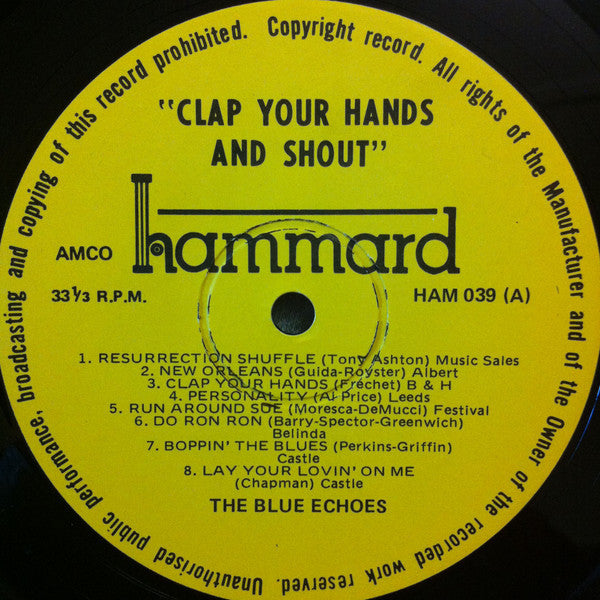 Unauthorised public performance, broadcasting and copying of this record prohibited. Copyright record. All rights of the Manufacturer and of the Owner of the recorded work reserved.
"CLAP YOUR HANDS
AND SHOUT"
hammard
AMCO
33⅓ R.P.M.
HAM 039 (A)
1. RESURRECTION SHUFFLE (Tony Ashton) Music Sales
2. NEW ORLEANS (Guida-Royster) Albert
3. CLAP YOUR HANDS (Fréchet) B & H
4. PERSONALITY (Al Price) Leeds
5. RUN AROUND SUE (Moresca-DeMucci) Festival
6. DO RON RON (Barry-Spector-Greenwich)
Belinda
7. BOPPIN' THE BLUES (Perkins-Griffin)
Castle
8. LAY YOUR LOVIN' ON ME
(Chapman) Castle
THE BLUE ECHOES